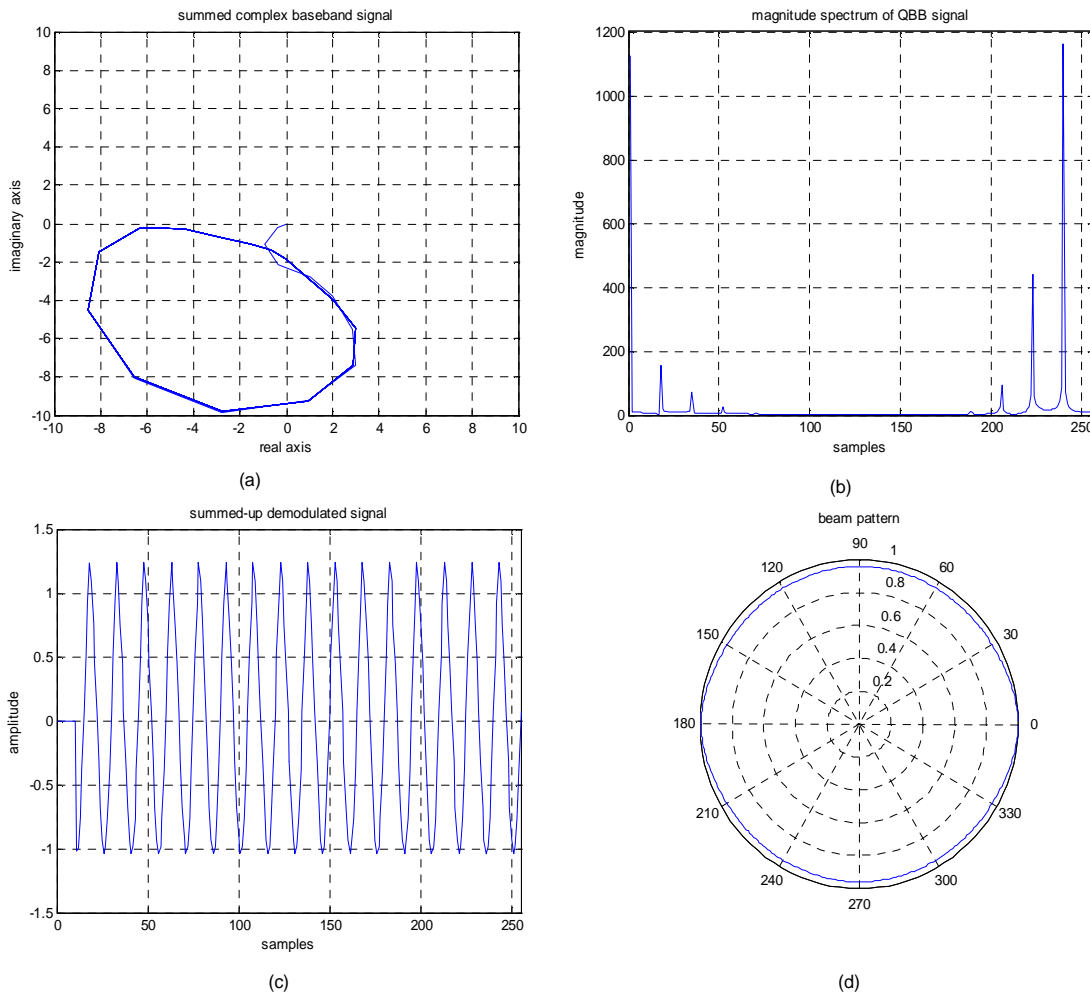 summed complex baseband signal
10
8
6
4
2
0
-2
-4
-6
-8
-10
imaginary axis
-10 -8 -6 -4 -2 0 2 4 6 8 10
real axis
(a)
magnitude spectrum of QBB signal
1200
1000
800
600
400
200
0
magnitude
0 50 100 150 200 250
samples
(b)
summed-up demodulated signal
1.5
1
0.5
0
-0.5
-1
-1.5
amplitude
0 50 100 150 200 250
samples
(c)
beam pattern
90
120 60
150 30
180 0
210 330
240 300
270
1
0.8
0.6
0.4
0.2
(d)